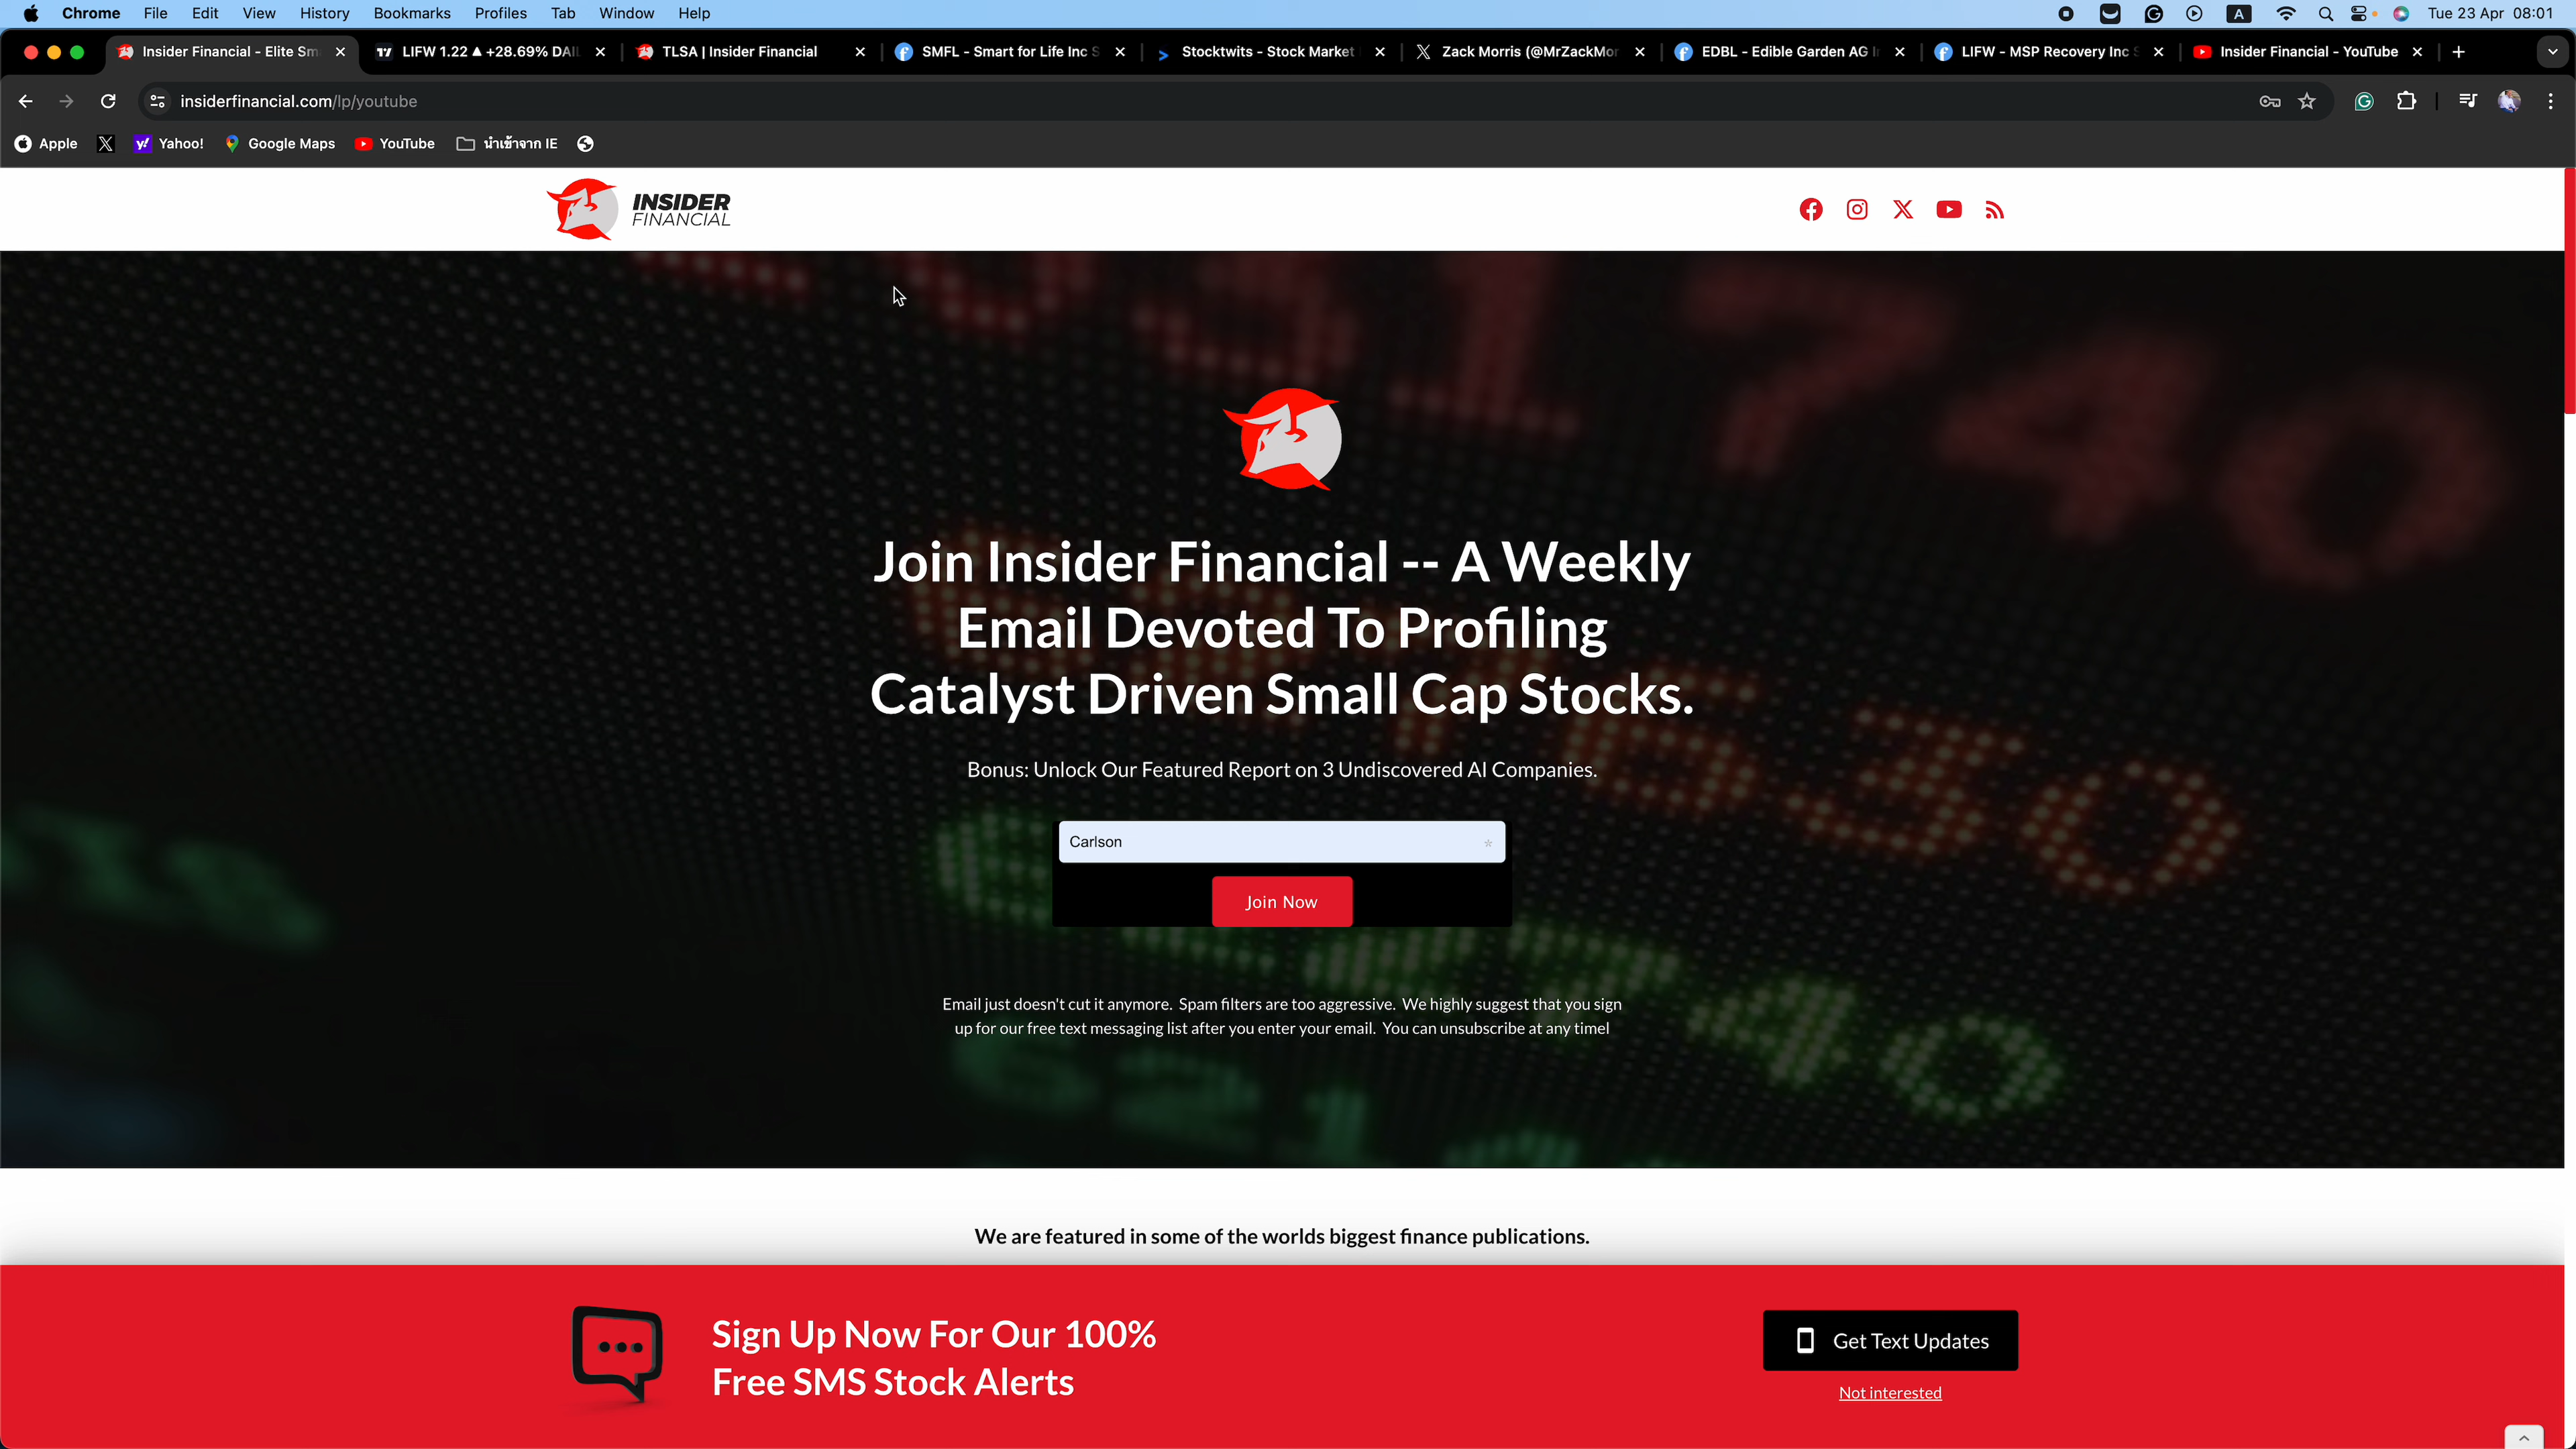 Chrome File Edit View History Bookmarks Profiles Tab Window Help A Tue 23 Apr 08:01
Insider Financial - Elite Sm LIFW 1.22 ▲ +28.69% DAI TLSA | Insider Financial SMFL - Smart for Life Inc S Stocktwits - Stock Market Zack Morris (@MrZackMor EDBL - Edible Garden AG I LIFW - MSP Recovery Inc S Insider Financial - YouTube
insiderfinancial.com/lp/youtube
Apple Yahoo! Google Maps YouTube นำเข้าจาก IE
INSIDER
FINANCIAL
Join Insider Financial -- A Weekly
Email Devoted To Profiling
Catalyst Driven Small Cap Stocks.
Bonus: Unlock Our Featured Report on 3 Undiscovered AI Companies.
Carlson
Join Now
Email just doesn't cut it anymore. Spam filters are too aggressive. We highly suggest that you sign
up for our free text messaging list after you enter your email. You can unsubscribe at any time!
We are featured in some of the worlds biggest finance publications.
Sign Up Now For Our 100%
Free SMS Stock Alerts
Get Text Updates
Not interested